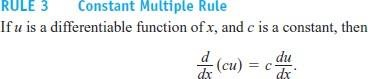 RULE 3 Constant Multiple Rule
If u is a differentiable function of x, and c is a constant, then
d/dx (cu) = c du/dx.